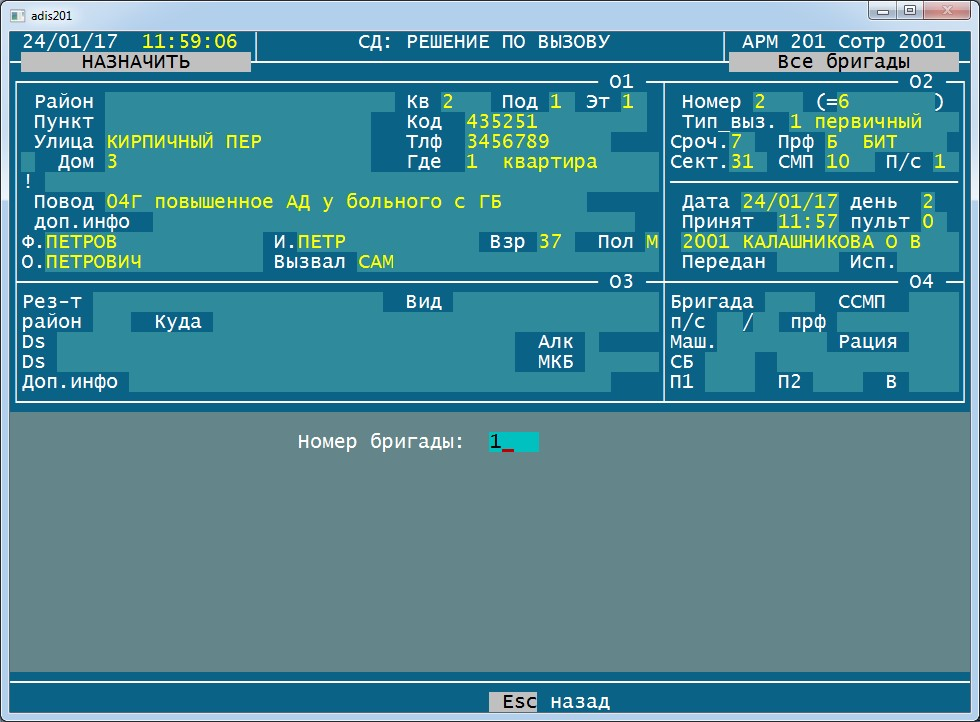 adis201
24/01/17 11:59:06 СД: РЕШЕНИЕ ПО ВЫЗОВУ АРМ 201 Сотр 2001
НАЗНАЧИТЬ Все бригады
01 02
Район Кв 2 Под 1 Эт 1 Номер 2 (=6 )
Пункт Код 435251 Тип_выз. 1 первичный
Улица КИРПИЧНЫЙ ПЕР Тлф 3456789 Сроч.7 Прф Б БИТ
Дом 3 Где 1 квартира Сект.31 СМП 10 П/с 1
!
Повод 04Г повышенное АД у больного с ГБ Дата 24/01/17 день 2
доп.инфо Принят 11:57 пульт 0
Ф.ПЕТРОВ И.ПЕТР Взр 37 Пол М 2001 КАЛАШНИКОВА О В
О.ПЕТРОВИЧ Вызвал САМ Передан Исп.
03 04
Рез-т Вид Бригада ССМП
район Куда п/с / прф
Ds Алк Маш. Рация
Ds МКБ СБ
Доп.инфо П1 П2 В
Номер бригады: 1_
Esc назад